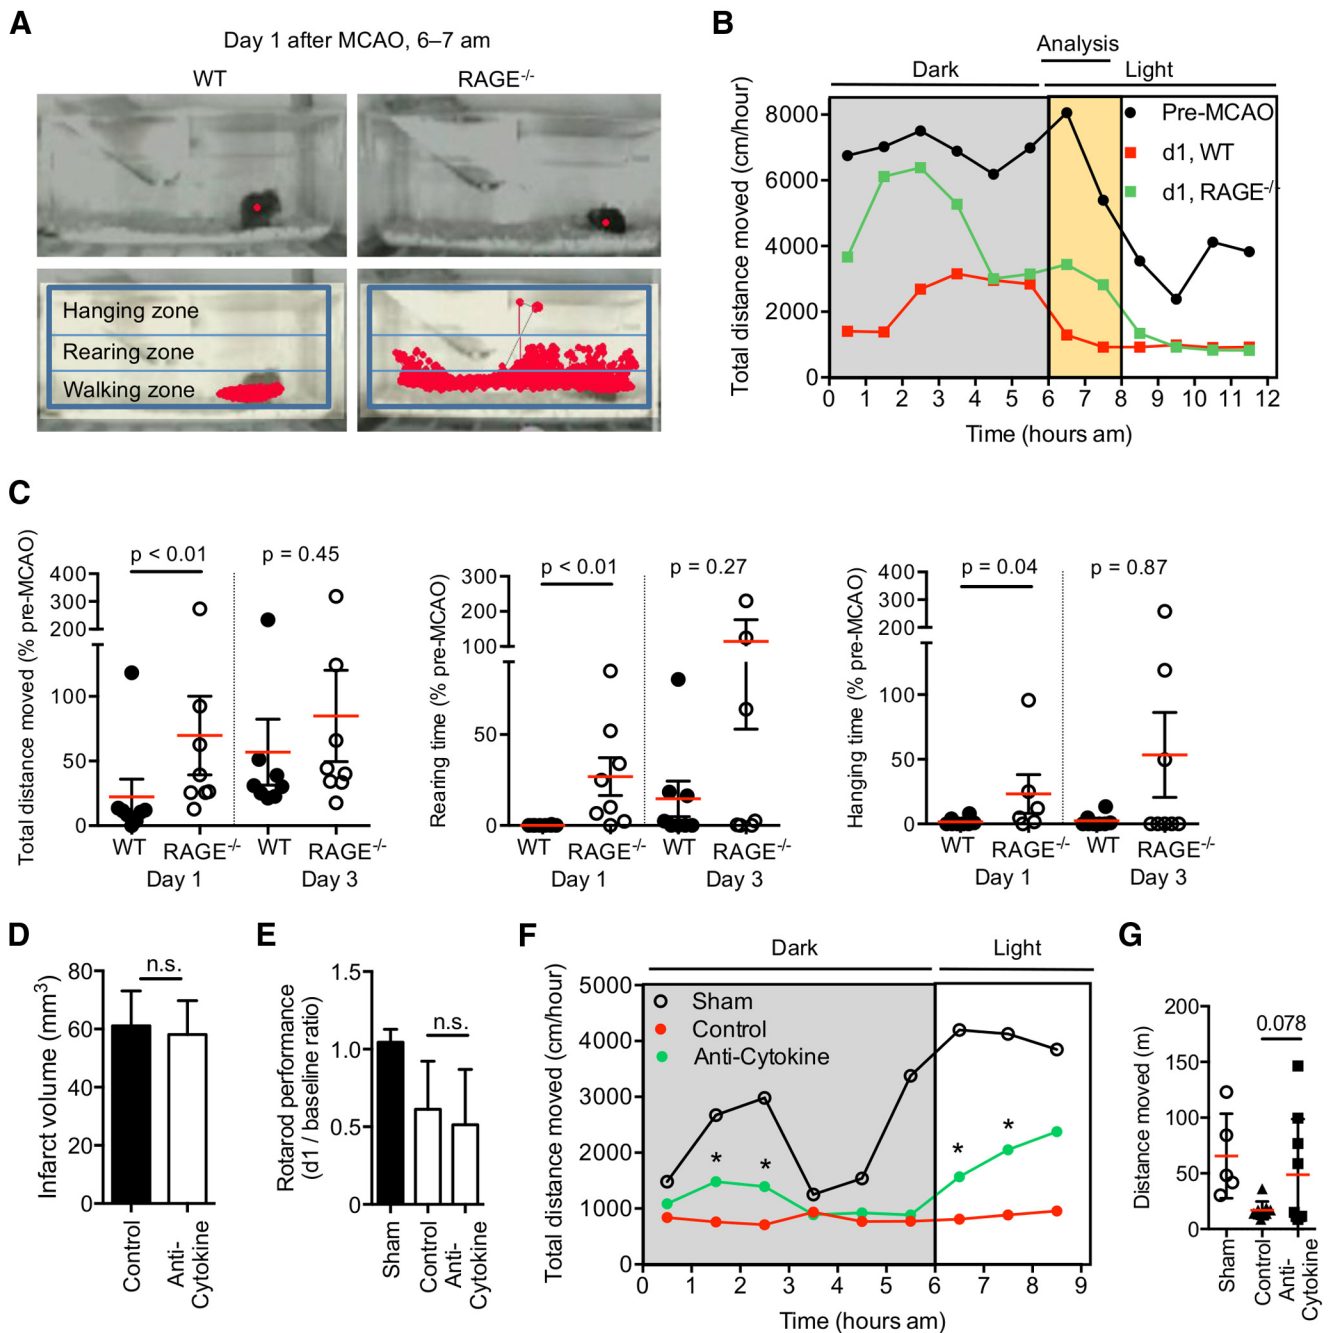 A
Day 1 after MCAO, 6–7 am
WT
RAGE-/-
Hanging zone
Rearing zone
Walking zone
B
Analysis
Dark
Light
Total distance moved (cm/hour)
8000
6000
4000
2000
0
Pre-MCAO
d1, WT
d1, RAGE-/-
0 1 2 3 4 5 6 7 8 9 10 11 12
Time (hours am)
C
Total distance moved (% pre-MCAO)
p < 0.01
p = 0.45
400
300
200
100
50
0
WT RAGE-/- WT RAGE-/-
Day 1 Day 3
Rearing time (% pre-MCAO)
p < 0.01
p = 0.27
300
200
100
50
0
WT RAGE-/- WT RAGE-/-
Day 1 Day 3
Hanging time (% pre-MCAO)
p = 0.04
p = 0.87
400
300
200
100
50
0
WT RAGE-/- WT RAGE-/-
Day 1 Day 3
D
Infarct volume (mm3)
n.s.
80
60
40
20
0
Control
Anti-
Cytokine
E
Rotarod performance
(d1 / baseline ratio)
n.s.
1.5
1.0
0.5
0
Sham
Control
Anti-
Cytokine
F
Dark
Light
Total distance moved (cm/hour)
5000
4000
3000
2000
1000
0
Sham
Control
Anti-Cytokine
* * * *
0 1 2 3 4 5 6 7 8 9
Time (hours am)
G
Distance moved (m)
0.078
200
150
100
50
0
Sham
Control
Anti-
Cytokine